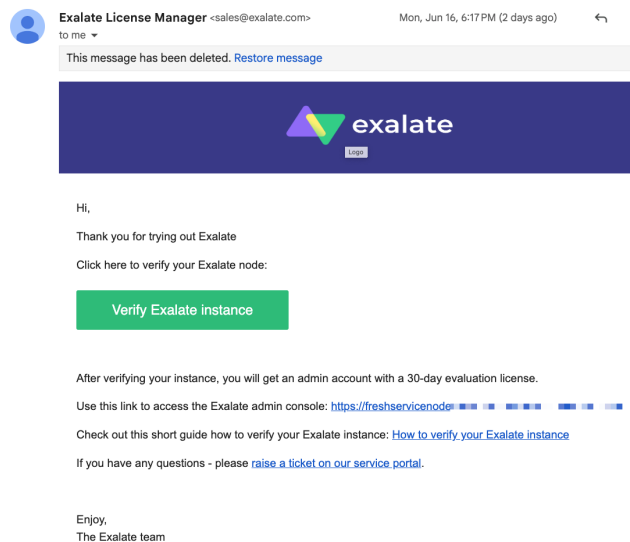 Exalate License Manager <sales@exalate.com> Mon, Jun 16, 6:17 PM (2 days ago)
to me
This message has been deleted. Restore message
exalate
Logo
Hi,
Thank you for trying out Exalate
Click here to verify your Exalate node:
Verify Exalate instance
After verifying your instance, you will get an admin account with a 30-day evaluation license.
Use this link to access the Exalate admin console: https://freshservicenode
Check out this short guide how to verify your Exalate instance: How to verify your Exalate instance
If you have any questions - please raise a ticket on our service portal.
Enjoy,
The Exalate team